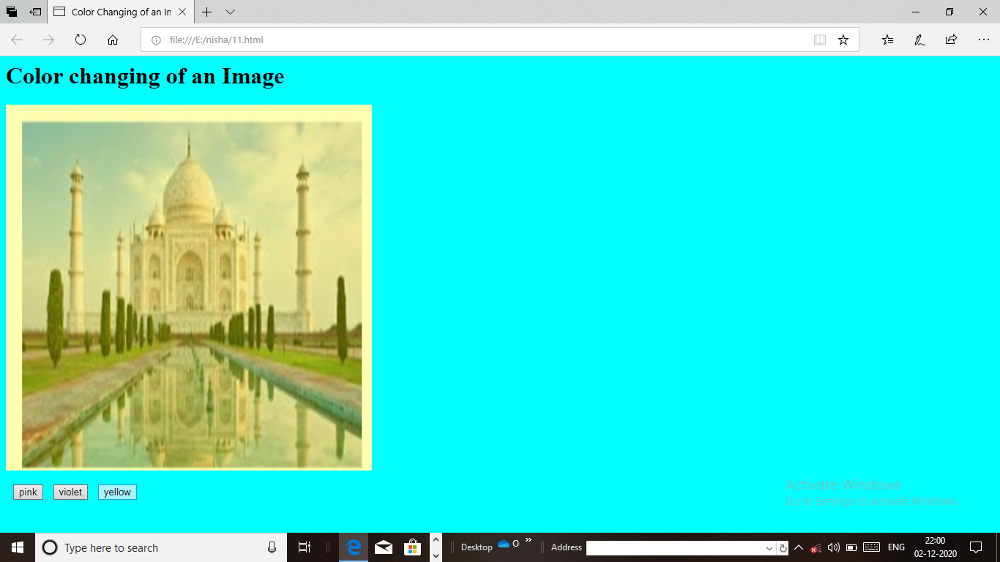 Color Changing of an Ir
file:///E:/nisha/11.html
Color changing of an Image
pink violet yellow
Activate Windows
Go to Settings to activate Windows.
Type here to search
Desktop
O
Address
ENG
22:00
02-12-2020